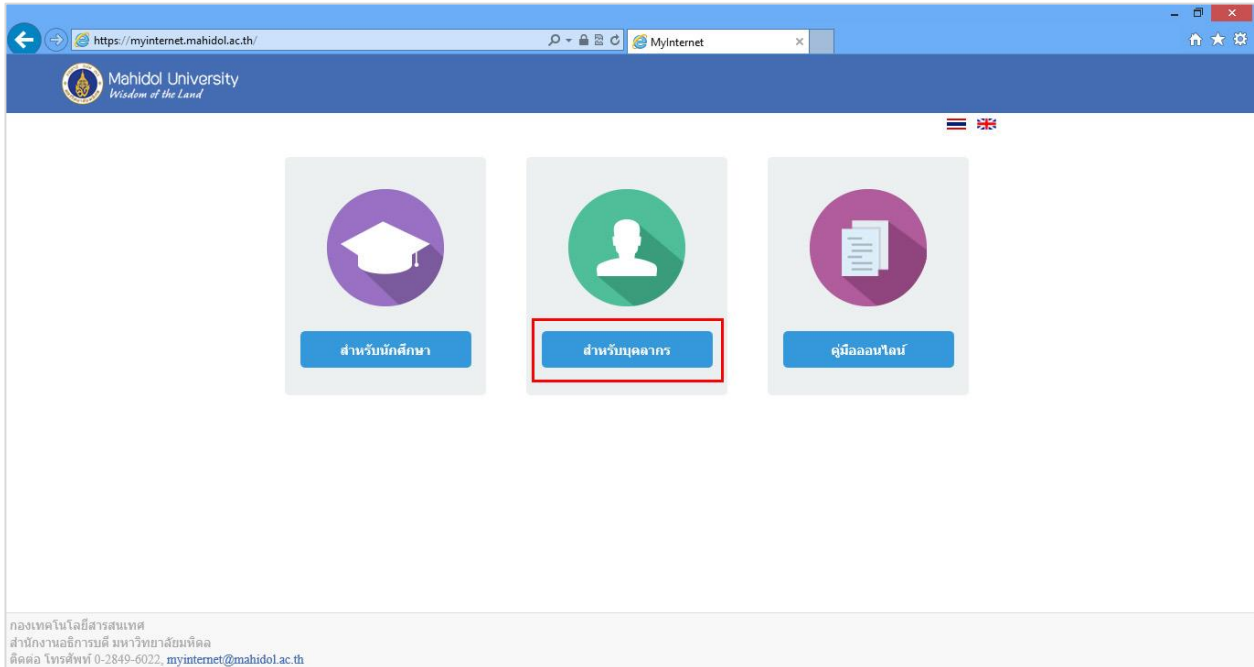 https://myinternet.mahidol.ac.th/
MyInternet
Mahidol University
Wisdom of the Land
สำหรับนักศึกษา
สำหรับบุคลากร
คู่มือออนไลน์
กองเทคโนโลยีสารสนเทศ
สำนักงานอธิการบดี มหาวิทยาลัยมหิดล
ติดต่อ โทรศัพท์ 0-2849-6022, myinternet@mahidol.ac.th